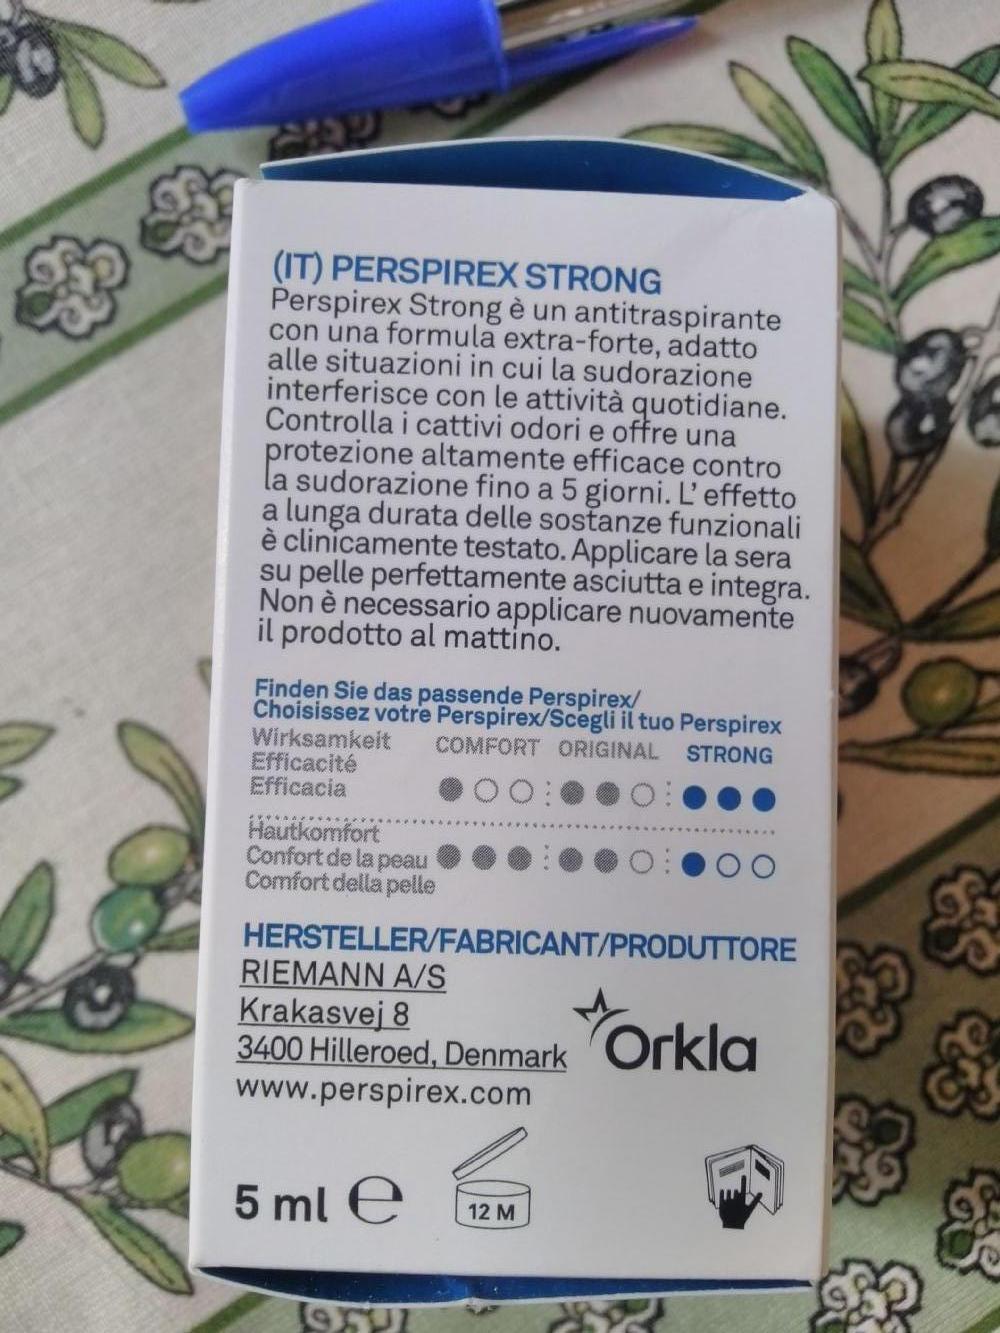 (IT) PERSPIREX STRONG
Perspirex Strong è un antitraspirante
con una formula extra-forte, adatto
alle situazioni in cui la sudorazione
interferisce con le attività quotidiane.
Controlla i cattivi odori e offre una
protezione altamente efficace contro
la sudorazione fino a 5 giorni. L' effetto
a lunga durata delle sostanze funzionali
è clinicamente testato. Applicare la sera
su pelle perfettamente asciutta e integra.
Non è necessario applicare nuovamente
il prodotto al mattino.
Finden Sie das passende Perspirex/
Choisissez votre Perspirex/Scegli il tuo Perspirex
Wirksamkeit COMFORT ORIGINAL STRONG
Efficacité
Efficacia
Hautkomfort
Confort de la peau
Comfort della pelle
HERSTELLER/FABRICANT/PRODUTTORE
RIEMANN A/S
Krakasvej 8
3400 Hilleroed, Denmark
Orkla
www.perspirex.com
5 ml ℮
12 M